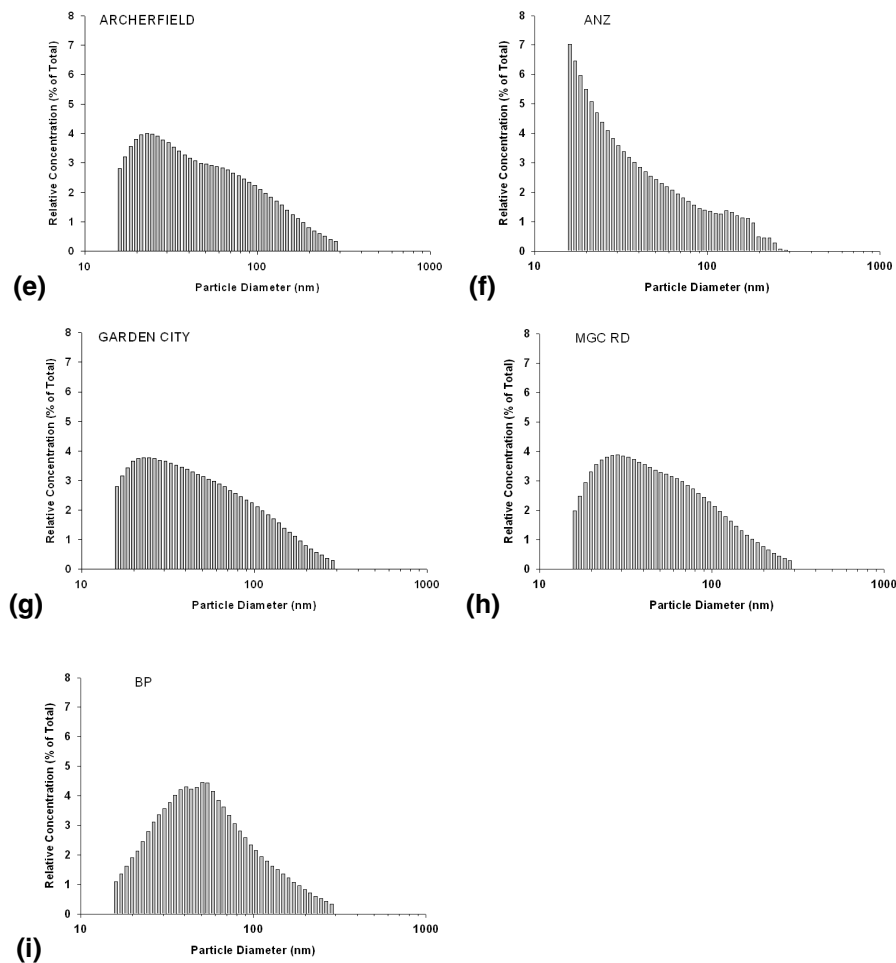 ARCHERFIELD
Relative Concentration (% of Total)
8
7
6
5
4
3
2
1
0
10 100 1000
Particle Diameter (nm)
(e)
ANZ
Relative Concentration (% of Total)
8
7
6
5
4
3
2
1
0
10 100 1000
Particle Diameter (nm)
(f)
GARDEN CITY
Relative Concentration (% of Total)
8
7
6
5
4
3
2
1
0
10 100 1000
Particle Diameter (nm)
(g)
MGC RD
Relative Concentration (% of Total)
8
7
6
5
4
3
2
1
0
10 100 1000
Particle Diameter (nm)
(h)
BP
Relative Concentration (% of Total)
8
7
6
5
4
3
2
1
0
10 100 1000
Particle Diameter (nm)
(i)